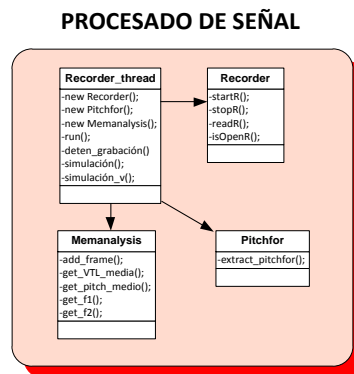 PROCESADO DE SEÑAL
Recorder_thread
-new Recorder();
-new Pitchfor();
-new Memanalysis();
-run();
-deten_grabación()
-simulación();
-simulación_v();
Recorder
-startR();
-stopR();
-readR();
-isOpenR();
Memanalysis
-add_frame();
-get_VTL_media();
-get_pitch_medio();
-get_f1();
-get_f2();
Pitchfor
-extract_pitchfor();